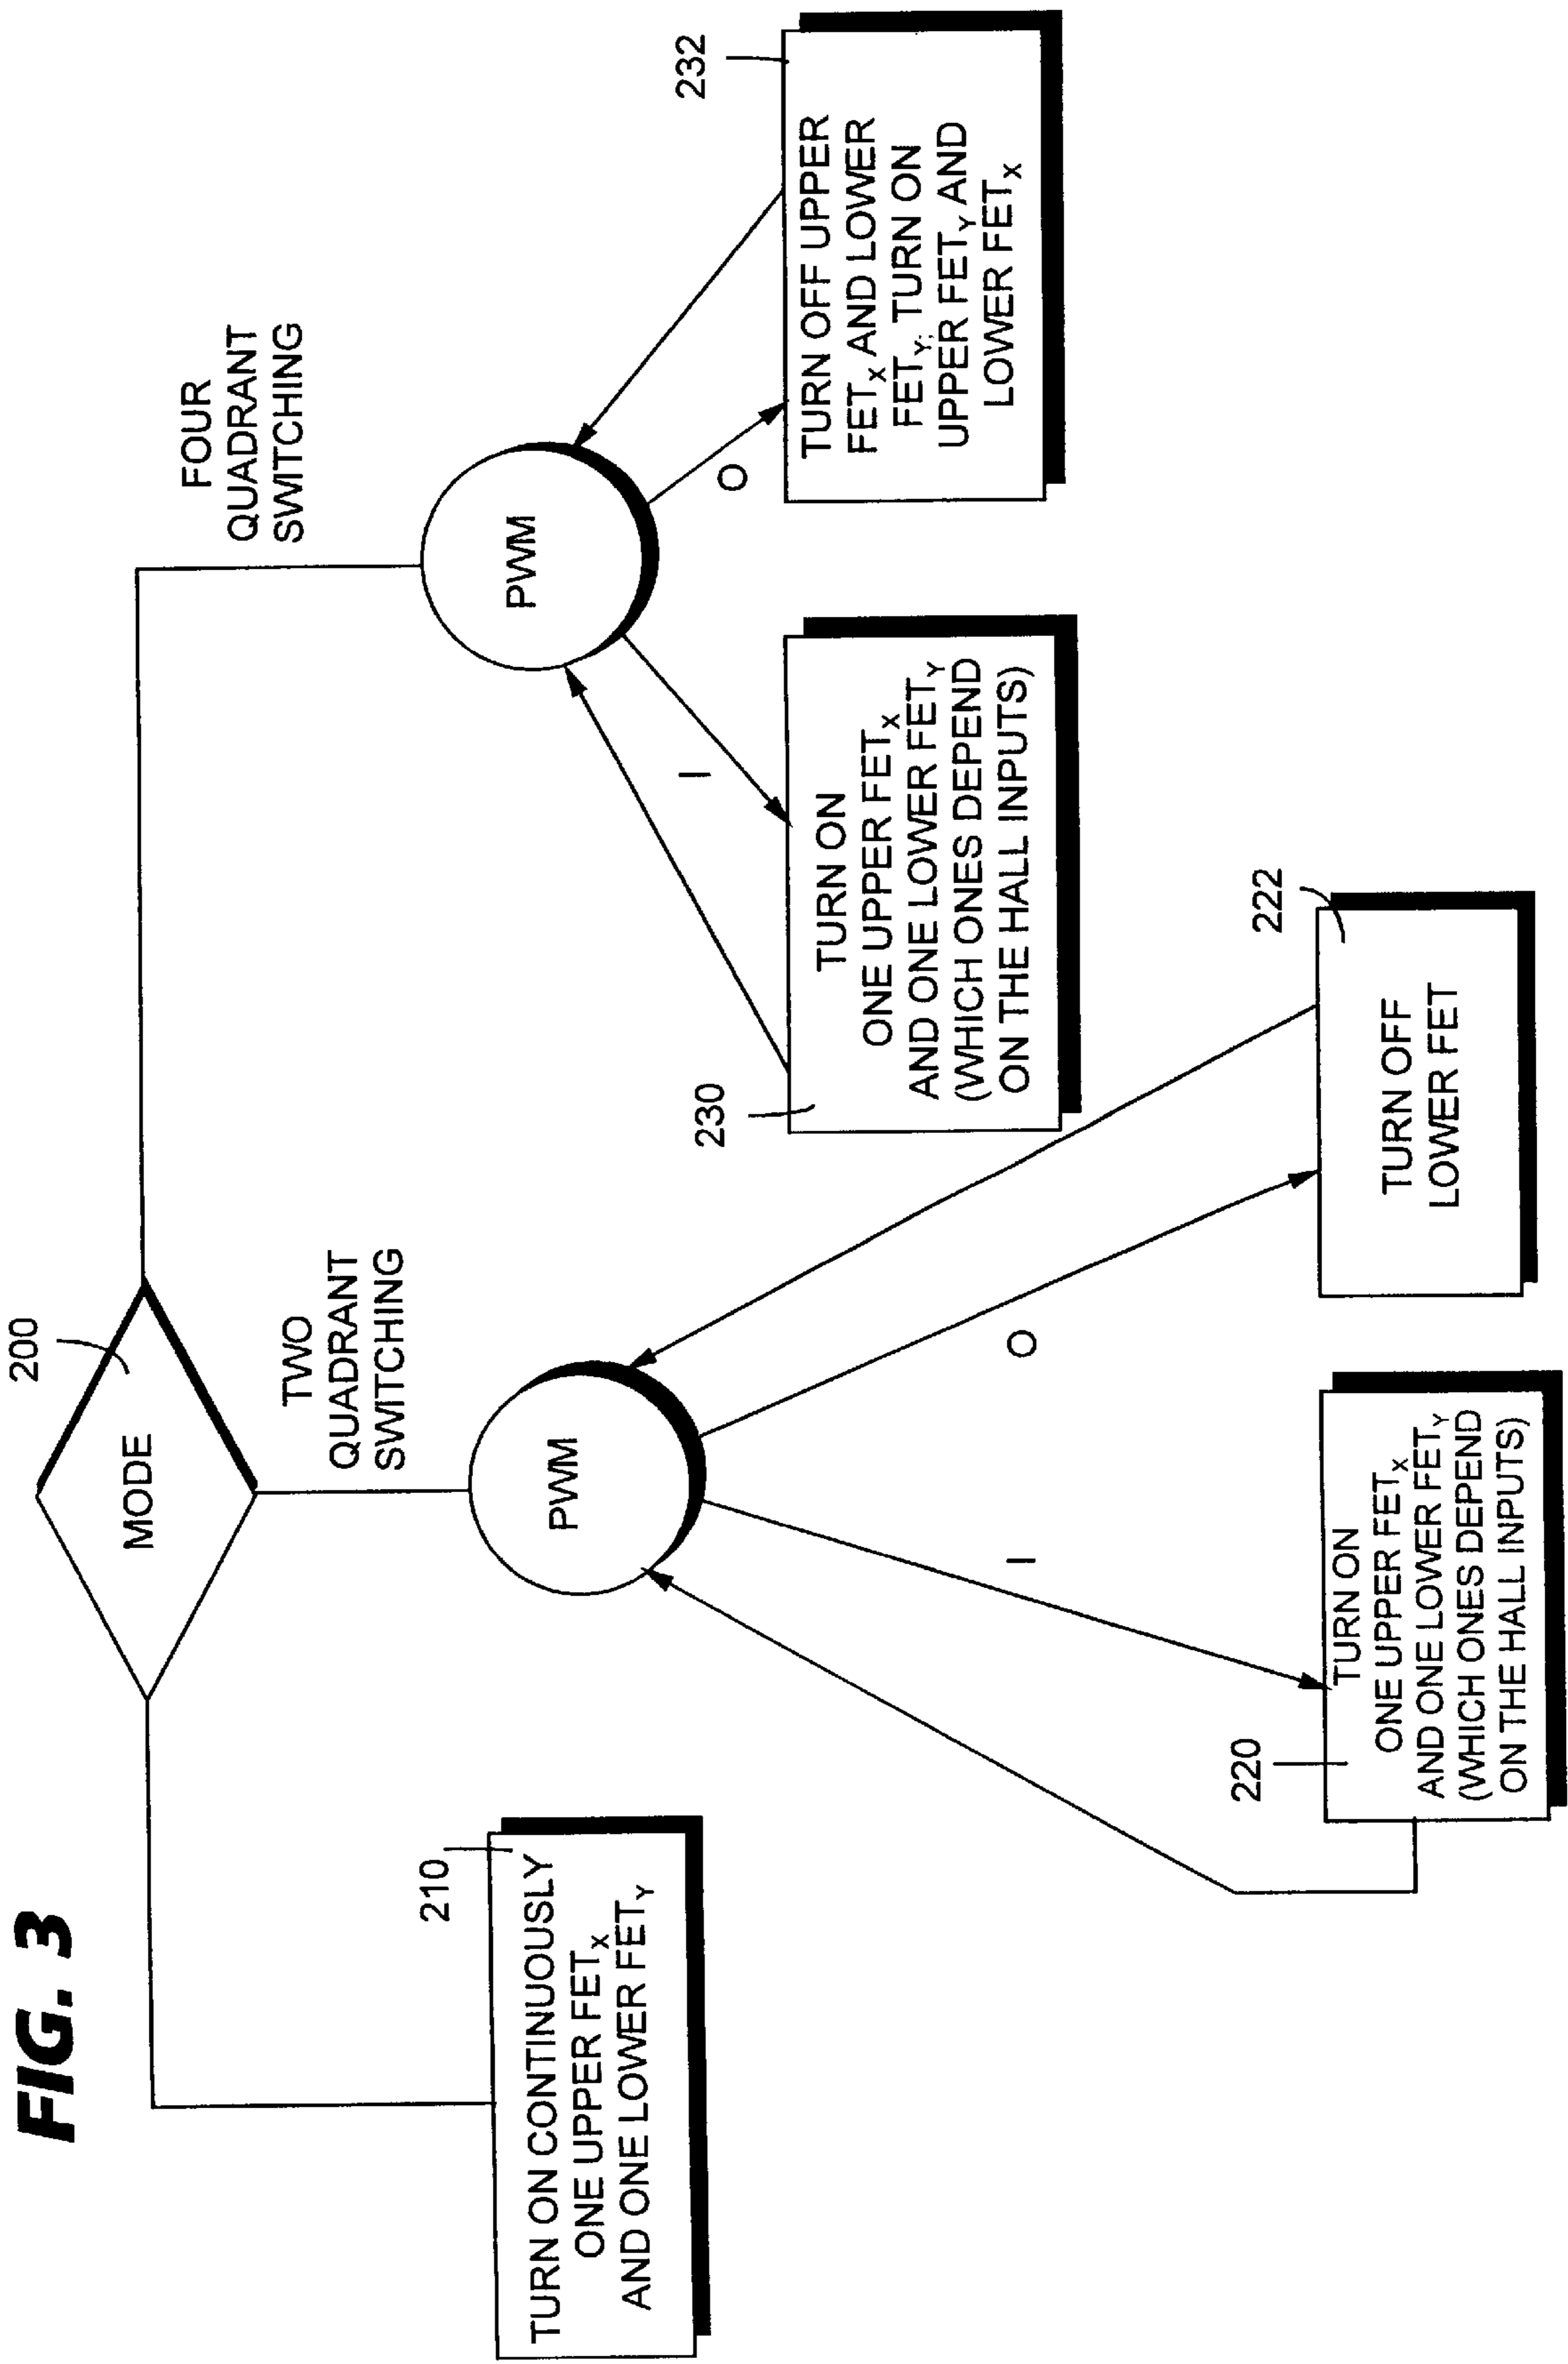 FIG. 3
200
MODE
TWO
QUADRANT
SWITCHING
FOUR
QUADRANT
SWITCHING
210
TURN ON CONTINUOUSLY
ONE UPPER FETX
AND ONE LOWER FETY
PWM
I
O
220
TURN ON
ONE UPPER FETX
AND ONE LOWER FETY
(WHICH ONES DEPEND
ON THE HALL INPUTS)
222
TURN OFF
LOWER FET
PWM
I
O
230
TURN ON
ONE UPPER FETX
AND ONE LOWER FETY
(WHICH ONES DEPEND
ON THE HALL INPUTS)
232
TURN OFF UPPER
FETX AND LOWER
FETY; TURN ON
UPPER FETY AND
LOWER FETX